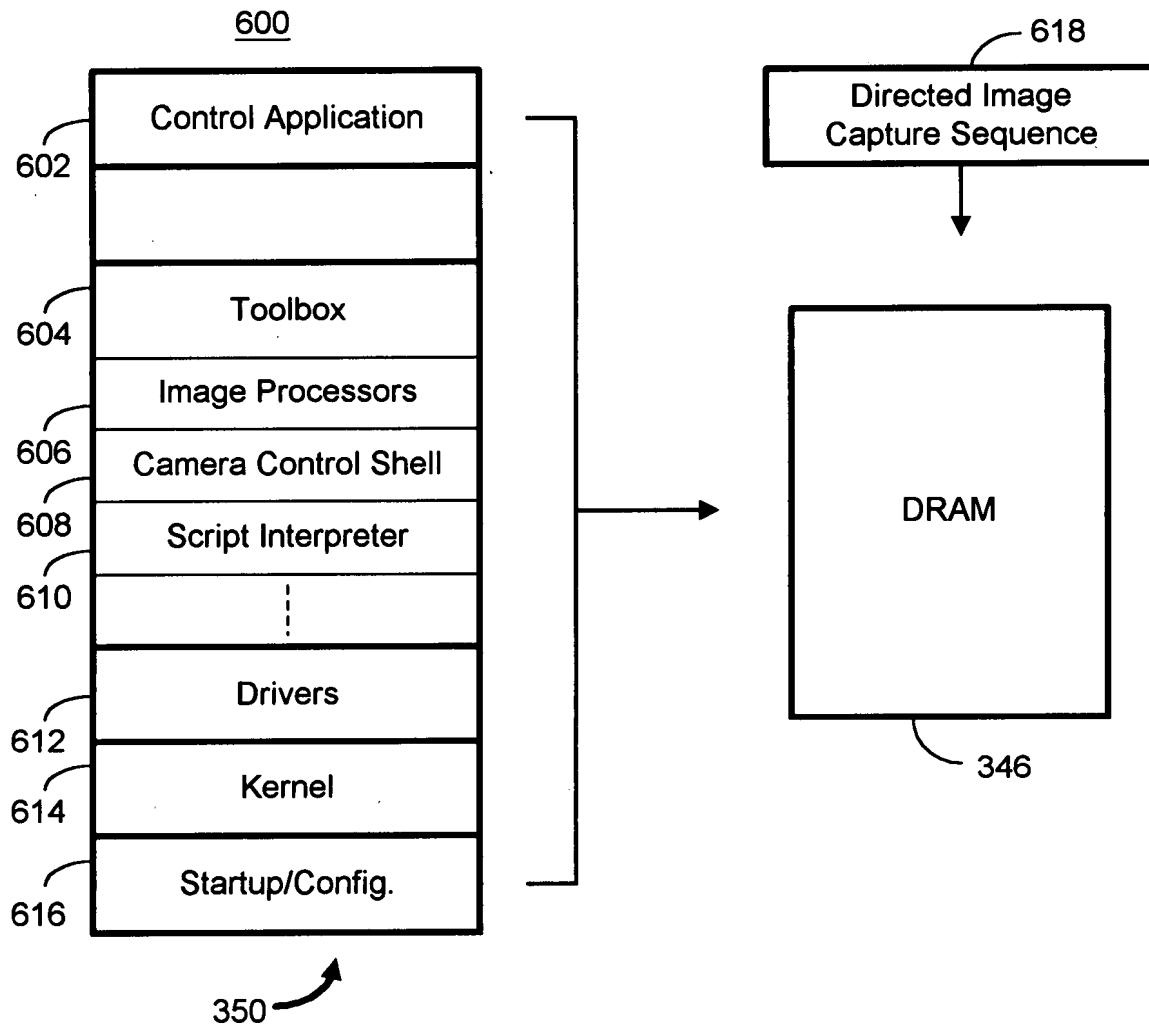 600
Control Application
602
Toolbox
604
Image Processors
606
Camera Control Shell
608
Script Interpreter
610
Drivers
612
Kernel
614
Startup/Config.
616
350
618
Directed Image
Capture Sequence
DRAM
346